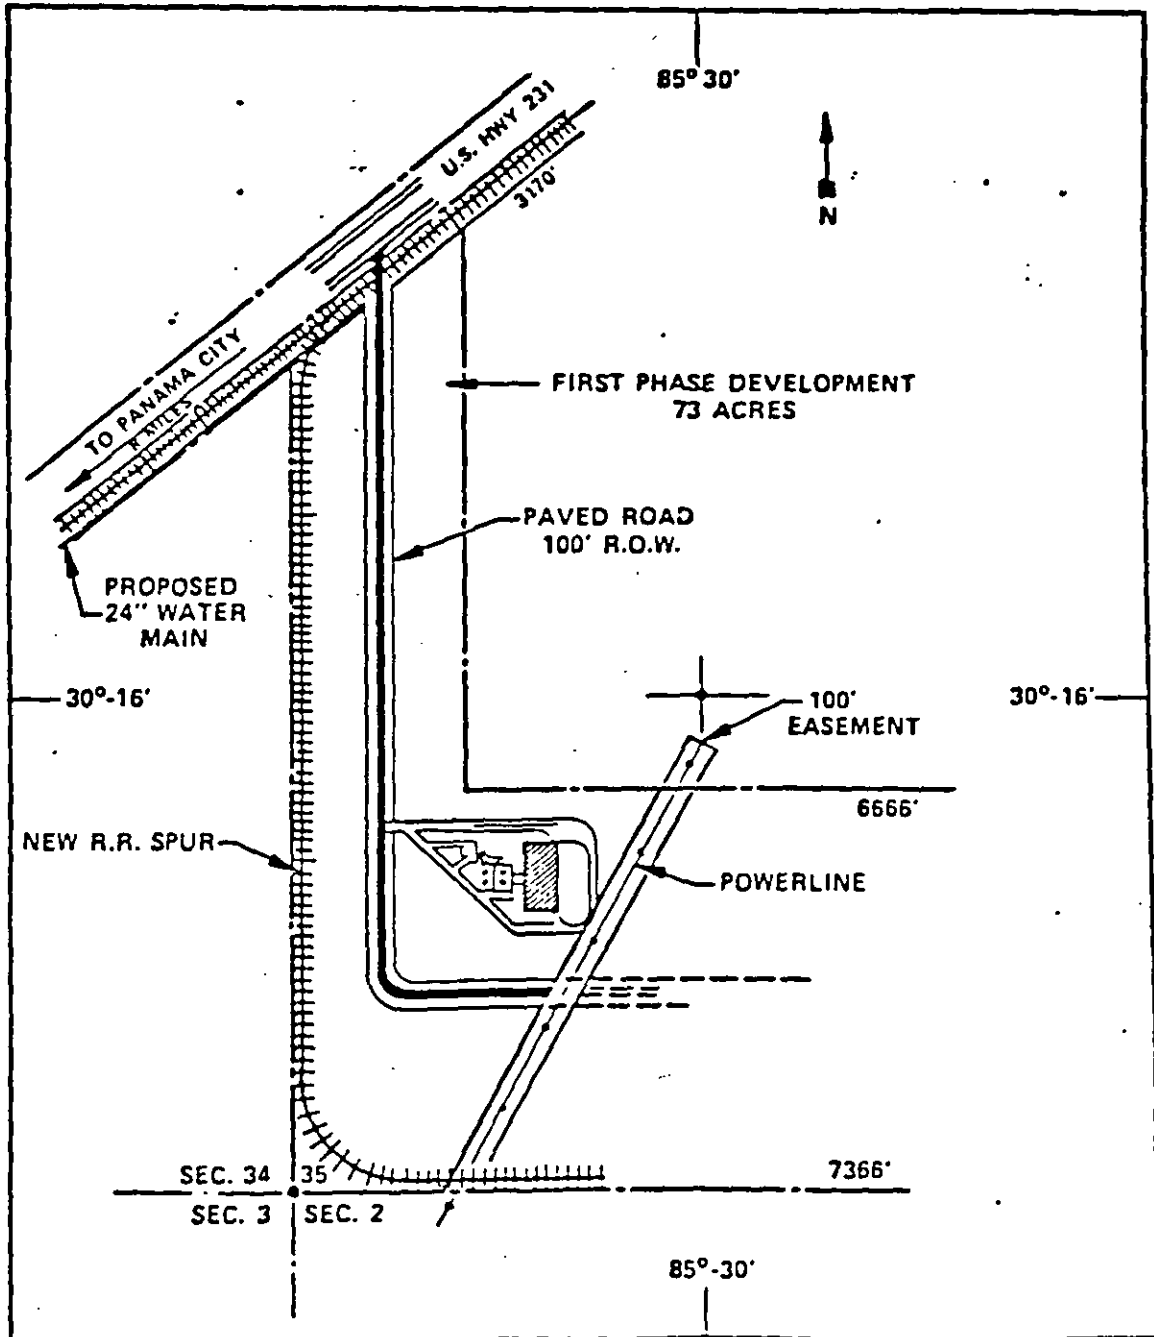 85° 30'
U.S. HWY 231
3170'
N
TO PANAMA CITY
MILES
FIRST PHASE DEVELOPMENT
73 ACRES
PAVED ROAD
100' R.O.W.
PROPOSED
24" WATER
MAIN
30°-16'
30°-16'
100'
EASEMENT
6666'
NEW R.R. SPUR
POWERLINE
SEC. 34
35
7366'
SEC. 3
SEC. 2
85°-30'